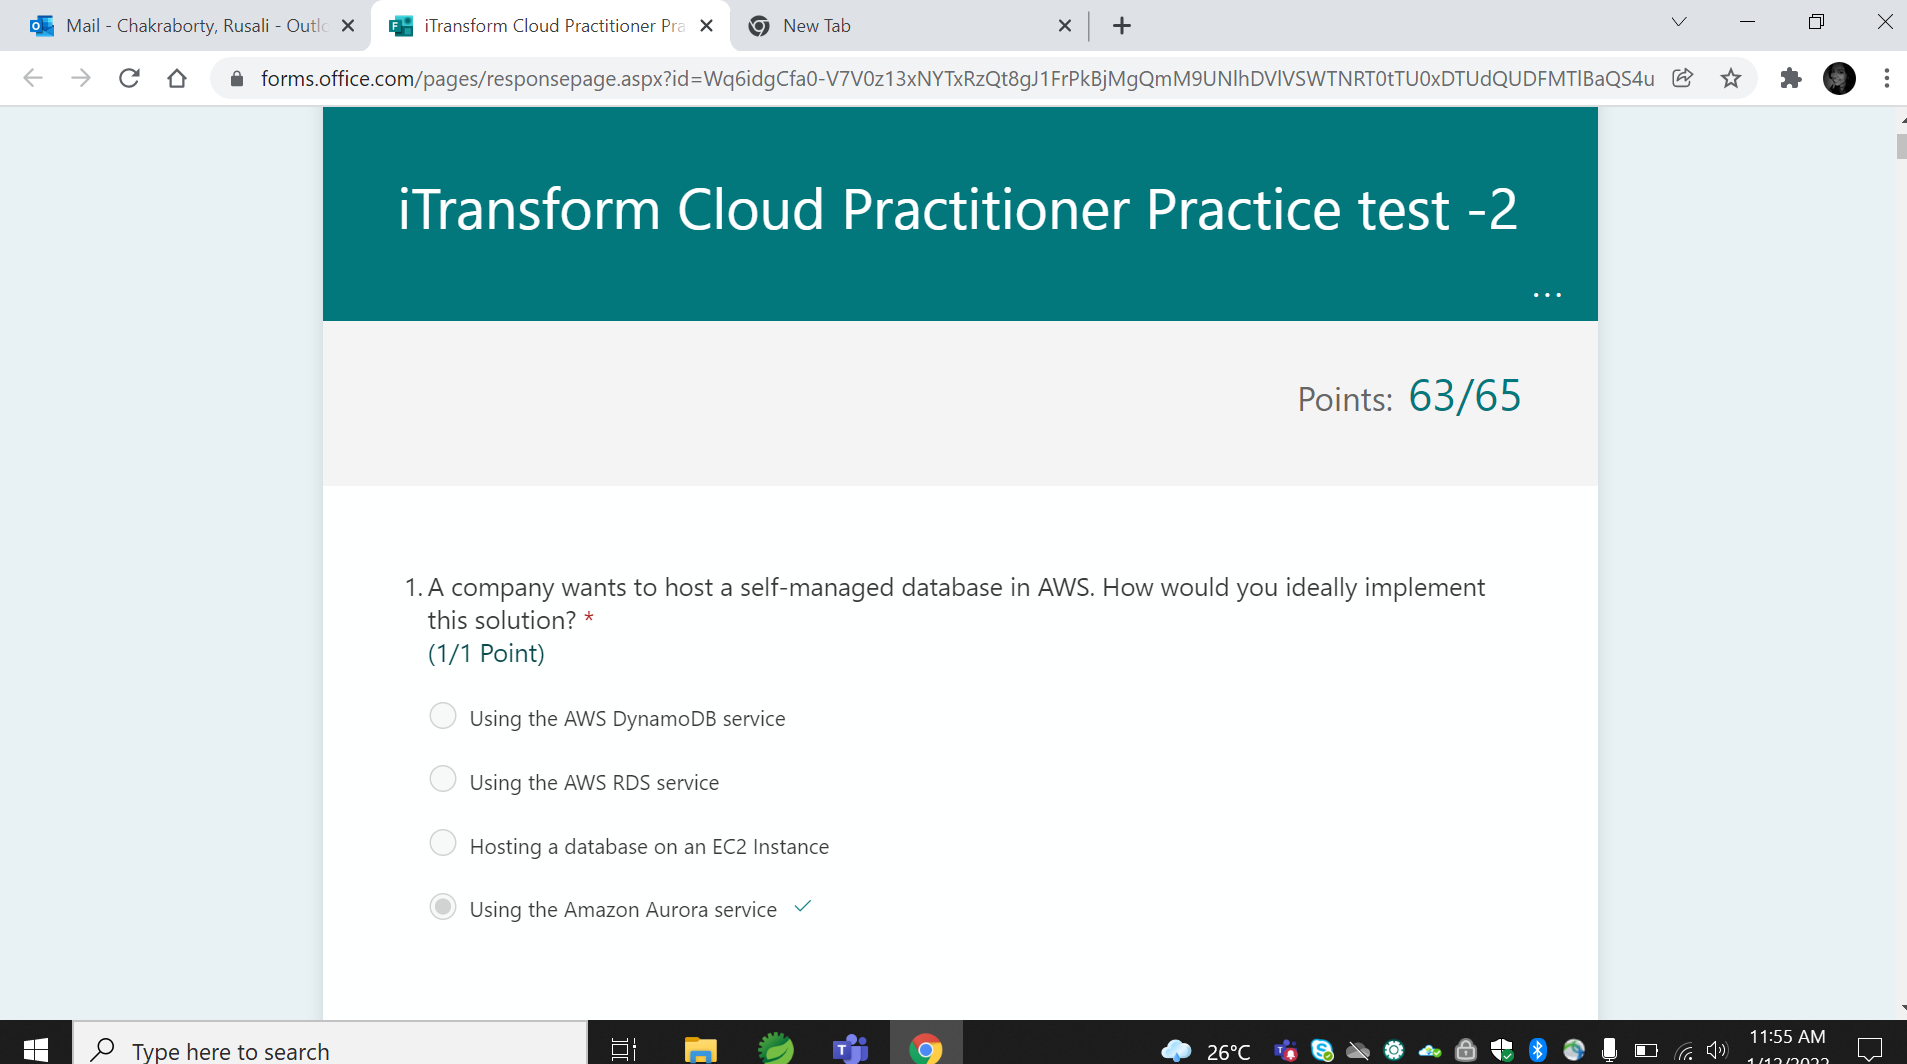 Mail - Chakraborty, Rusali - Outlo
iTransform Cloud Practitioner Pra
New Tab
forms.office.com/pages/responsepage.aspx?id=Wq6idgCfa0-V7V0z13xNYTxRzQt8gJ1FrPkBjMgQmM9UNlhDVlVSWTNRT0tTU0xDTUdQUDFMTlBaQS4u
iTransform Cloud Practitioner Practice test -2
...
Points: 63/65
1. A company wants to host a self-managed database in AWS. How would you ideally implement
this solution? *
(1/1 Point)
Using the AWS DynamoDB service
Using the AWS RDS service
Hosting a database on an EC2 Instance
Using the Amazon Aurora service
Type here to search
26°C
11:55 AM